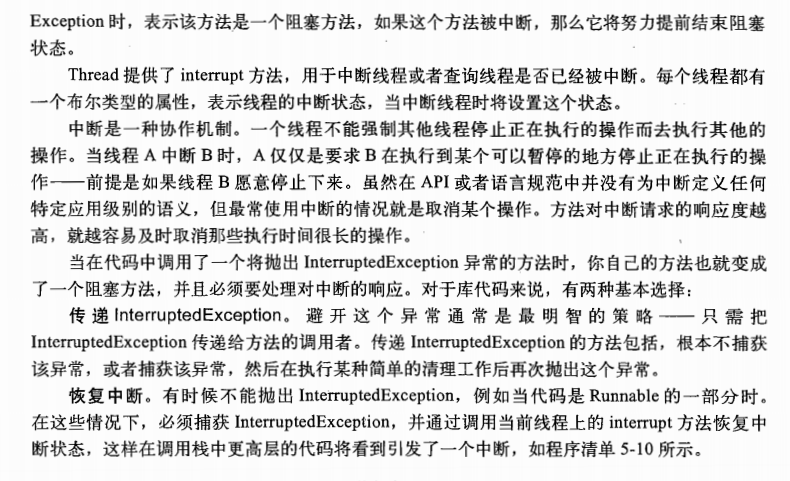 Exception 时，表示该方法是一个阻塞方法，如果这个方法被中断，那么它将努力提前结束阻塞
状态。
Thread 提供了 interrupt 方法，用于中断线程或者查询线程是否已经被中断。每个线程都有
一个布尔类型的属性，表示线程的中断状态，当中断线程时将设置这个状态。
中断是一种协作机制。一个线程不能强制其他线程停止正在执行的操作而去执行其他的
操作。当线程 A 中断 B 时，A 仅仅是要求 B 在执行到某个可以暂停的地方停止正在执行的操
作——前提是如果线程 B 愿意停止下来。虽然在 API 或者语言规范中并没有为中断定义任何
特定应用级别的语义，但最常使用中断的情况就是取消某个操作。方法对中断请求的响应度越
高，就越容易及时取消那些执行时间很长的操作。
当在代码中调用了一个将抛出 InterruptedException 异常的方法时，你自己的方法也就变成
了一个阻塞方法，并且必须要处理对中断的响应。对于库代码来说，有两种基本选择：
传递 InterruptedException。避开这个异常通常是最明智的策略——只需把
InterruptedException 传递给方法的调用者。传递 InterruptedException 的方法包括，根本不捕获
该异常，或者捕获该异常，然后在执行某种简单的清理工作后再次抛出这个异常。
恢复中断。有时候不能抛出 InterruptedException，例如当代码是 Runnable 的一部分时。
在这些情况下，必须捕获 InterruptedException，并通过调用当前线程上的 interrupt 方法恢复中
断状态，这样在调用栈中更高层的代码将看到引发了一个中断，如程序清单 5-10 所示。